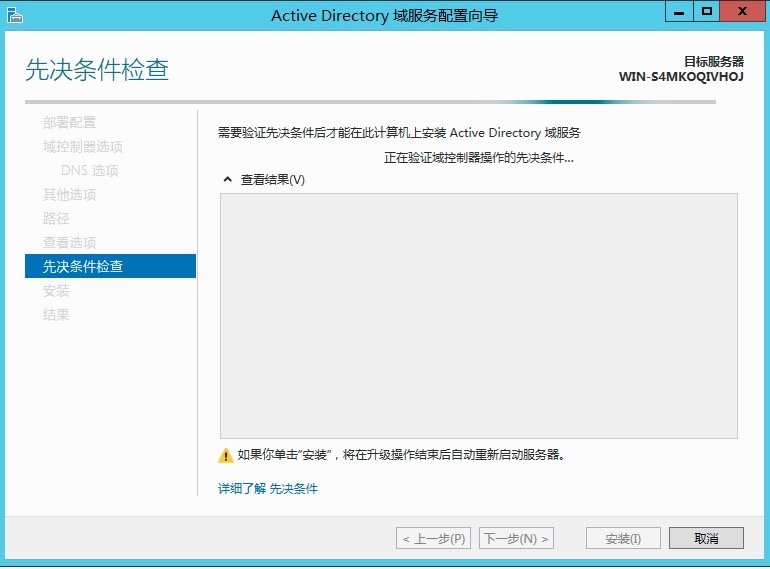 Active Directory 域服务配置向导
先决条件检查
目标服务器
WIN-S4MKOQIVHOJ
部署配置
域控制器选项
DNS 选项
其他选项
路径
查看选项
先决条件检查
安装
结果
需要验证先决条件后才能在此计算机上安装 Active Directory 域服务
正在验证域控制器操作的先决条件...
查看结果(V)
如果你单击"安装"，将在升级操作结束后自动重新启动服务器。
详细了解 先决条件
< 上一步(P)
下一步(N) >
安装(I)
取消